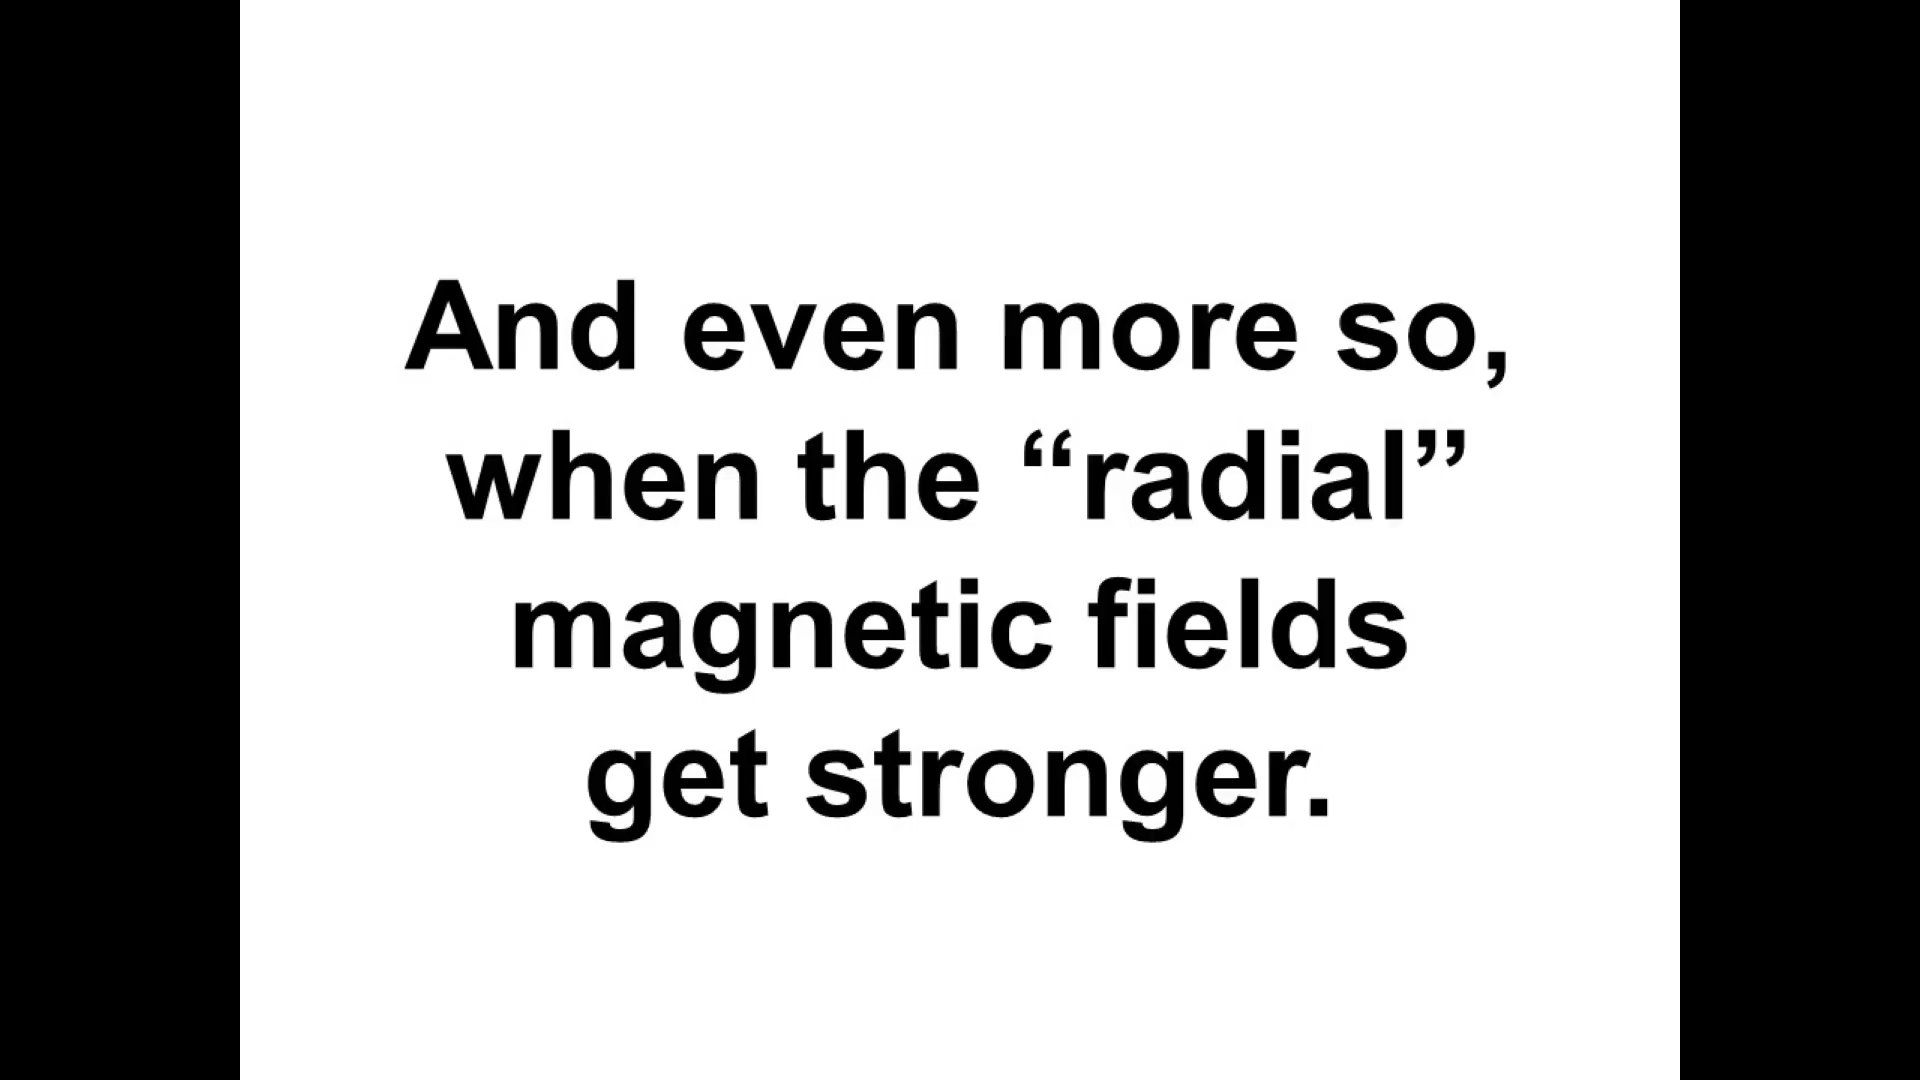 And even more so,
when the “radial”
magnetic fields
get stronger.